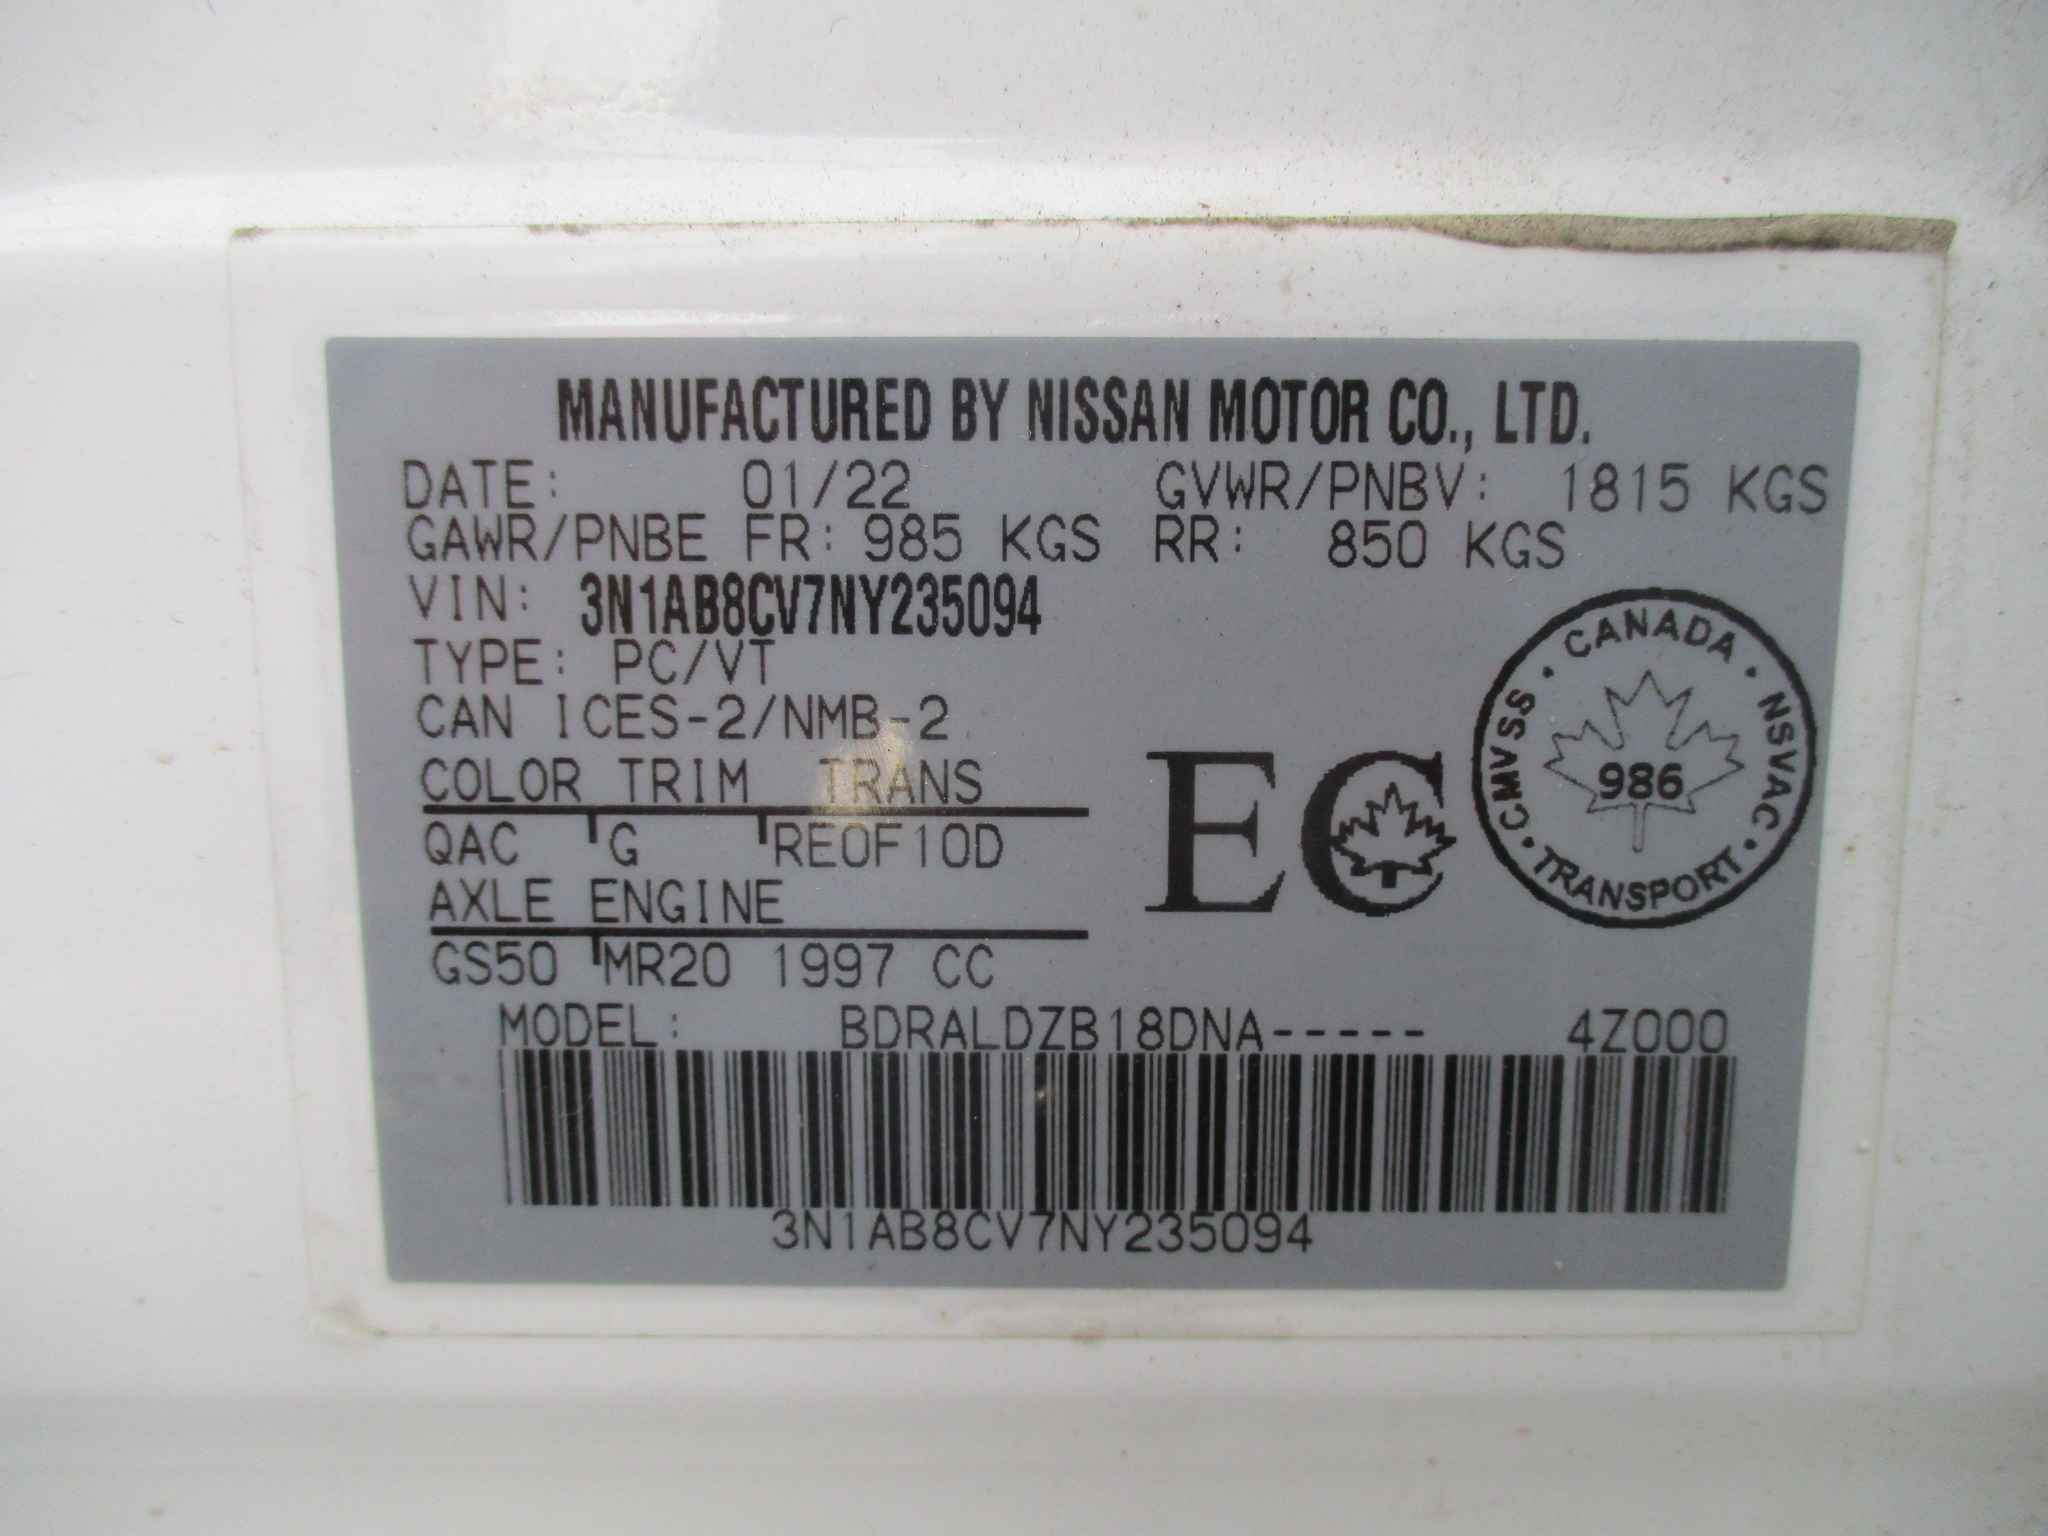 MANUFACTURED BY NISSAN MOTOR CO., LTD.
DATE: 01/22 GVWR/PNBV: 1815 KGS
GAWR/PNBE FR: 985 KGS RR: 850 KGS
VIN: 3N1AB8CV7NY235094
TYPE: PC/VT
CAN ICES-2/NMB-2
COLOR TRIM TRANS
QAC G RE0F10D
AXLE ENGINE
GS50 MR20 1997 CC
EC
CANADA · NSVAC · TRANSPORT · CMVSS ·
986
MODEL: BDRALDZB18DNA----- 4Z000
3N1AB8CV7NY235094